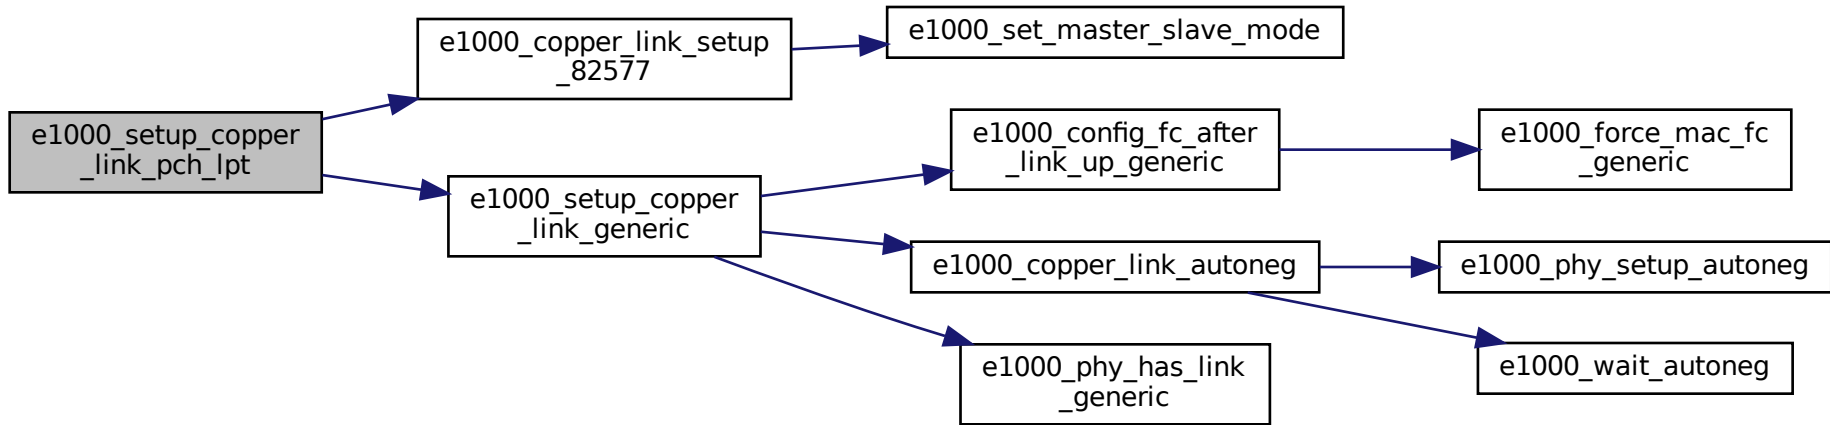 e1000_setup_copper
_link_pch_lpt
e1000_copper_link_setup
_82577
e1000_set_master_slave_mode
e1000_setup_copper
_link_generic
e1000_config_fc_after
_link_up_generic
e1000_force_mac_fc
_generic
e1000_copper_link_autoneg
e1000_phy_setup_autoneg
e1000_wait_autoneg
e1000_phy_has_link
_generic